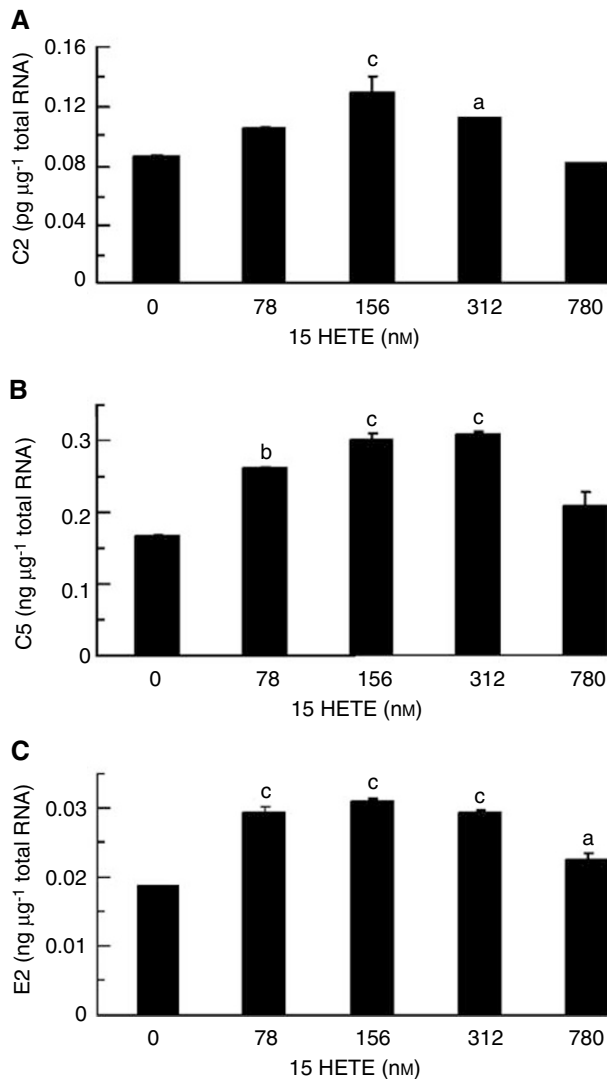 A
C2 (pg µg⁻¹ total RNA)
0.16
0.12
0.08
0.04
0
c
a
0 78 156 312 780
15 HETE (nM)
B
C5 (ng µg⁻¹ total RNA)
0.3
0.2
0.1
0
b
c
c
0 78 156 312 780
15 HETE (nM)
C
E2 (ng µg⁻¹ total RNA)
0.03
0.02
0.01
0
c
c
c
a
0 78 156 312 780
15 HETE (nM)